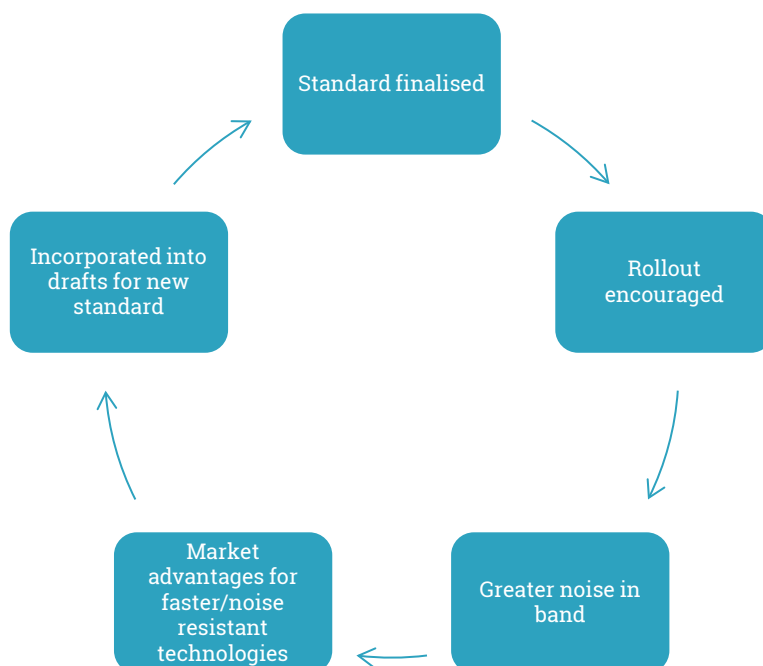 Standard finalised
Rollout
encouraged
Greater noise in
band
Market
advantages for
faster/noise
resistant
technologies
Incorporated into
drafts for new
standard